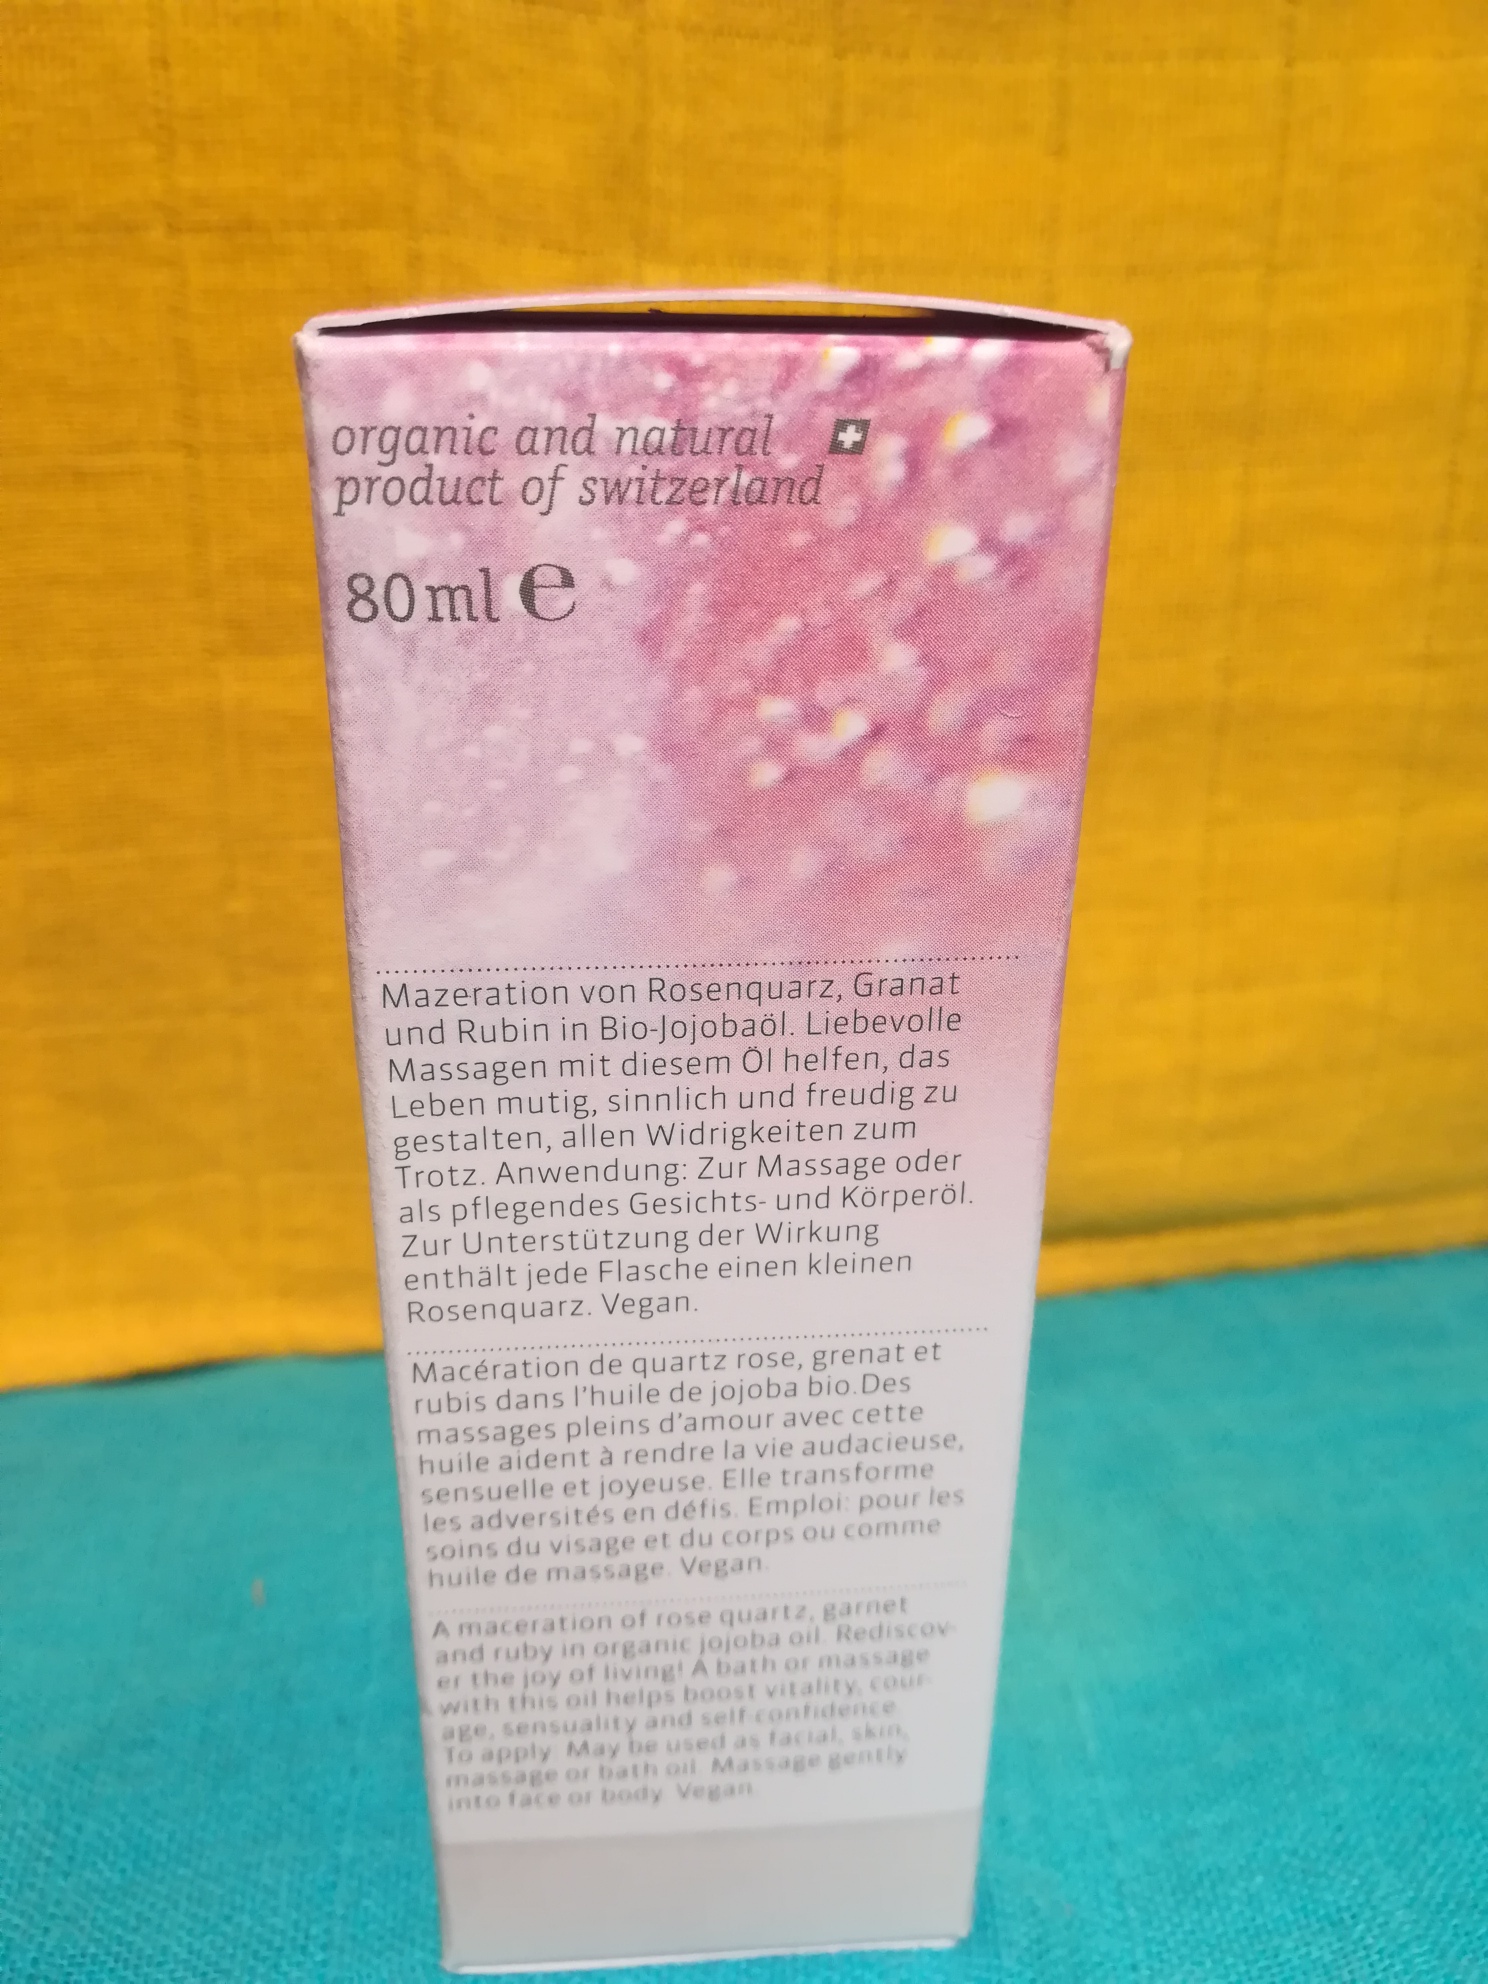 organic and natural
product of switzerland
80ml e
Mazeration von Rosenquarz, Granat
und Rubin in Bio-Jojobaöl. Liebevolle
Massagen mit diesem Öl helfen, das
Leben mutig, sinnlich und freudig zu
gestalten, allen Widrigkeiten zum
Trotz. Anwendung: Zur Massage oder
als pflegendes Gesichts- und Körperöl.
Zur Unterstützung der Wirkung
enthält jede Flasche einen kleinen
Rosenquarz. Vegan.
Macération de quartz rose, grenat et
rubis dans l'huile de jojoba bio.Des
massages pleins d'amour avec cette
huile aident à rendre la vie audacieuse,
sensuelle et joyeuse. Elle transforme
les adversités en défis. Emploi: pour les
soins du visage et du corps ou comme
huile de massage. Vegan.
A maceration of rose quartz, garnet
and ruby in organic jojoba oil. Rediscov-
er the joy of living! A bath or massage
with this oil helps boost vitality, cour-
age, sensuality and self-confidence.
To apply: May be used as facial, skin,
massage or bath oil. Massage gently
into face or body. Vegan.